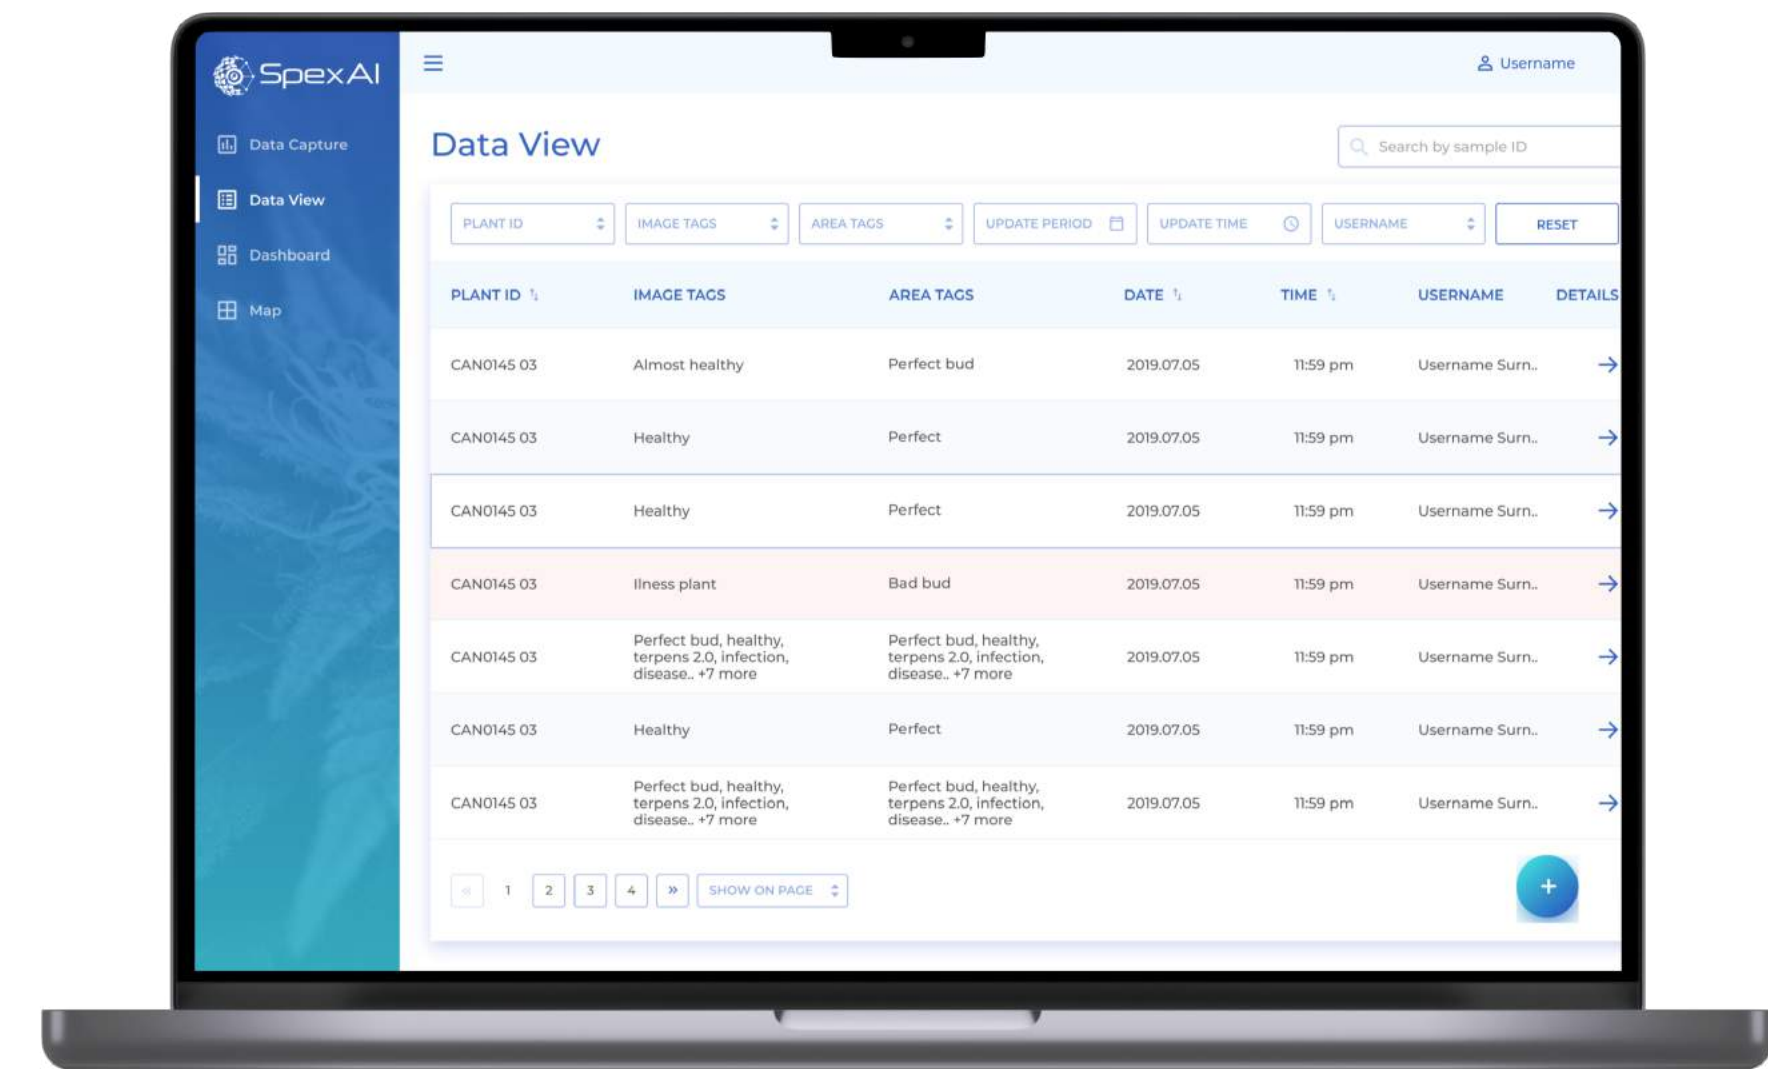 SpexAI
Username
Data Capture
Data View
Dashboard
Map
Data View
Search by sample ID
PLANT ID IMAGE TAGS AREA TAGS UPDATE PERIOD UPDATE TIME USERNAME RESET
PLANT ID IMAGE TAGS AREA TAGS DATE TIME USERNAME DETAILS
CAN0145 03 Almost healthy Perfect bud 2019.07.05 11:59 pm Username Surn..
CAN0145 03 Healthy Perfect 2019.07.05 11:59 pm Username Surn..
CAN0145 03 Healthy Perfect 2019.07.05 11:59 pm Username Surn..
CAN0145 03 Ilness plant Bad bud 2019.07.05 11:59 pm Username Surn..
Perfect bud, healthy, Perfect bud, healthy,
CAN0145 03 terpens 2.0, infection, terpens 2.0, infection, 2019.07.05 11:59 pm Username Surn..
disease.. +7 more disease.. +7 more
CAN0145 03 Healthy Perfect 2019.07.05 11:59 pm Username Surn..
Perfect bud, healthy, Perfect bud, healthy,
CAN0145 03 terpens 2.0, infection, terpens 2.0, infection, 2019.07.05 11:59 pm Username Surn..
disease.. +7 more disease.. +7 more
« 1 2 3 4 » SHOW ON PAGE +